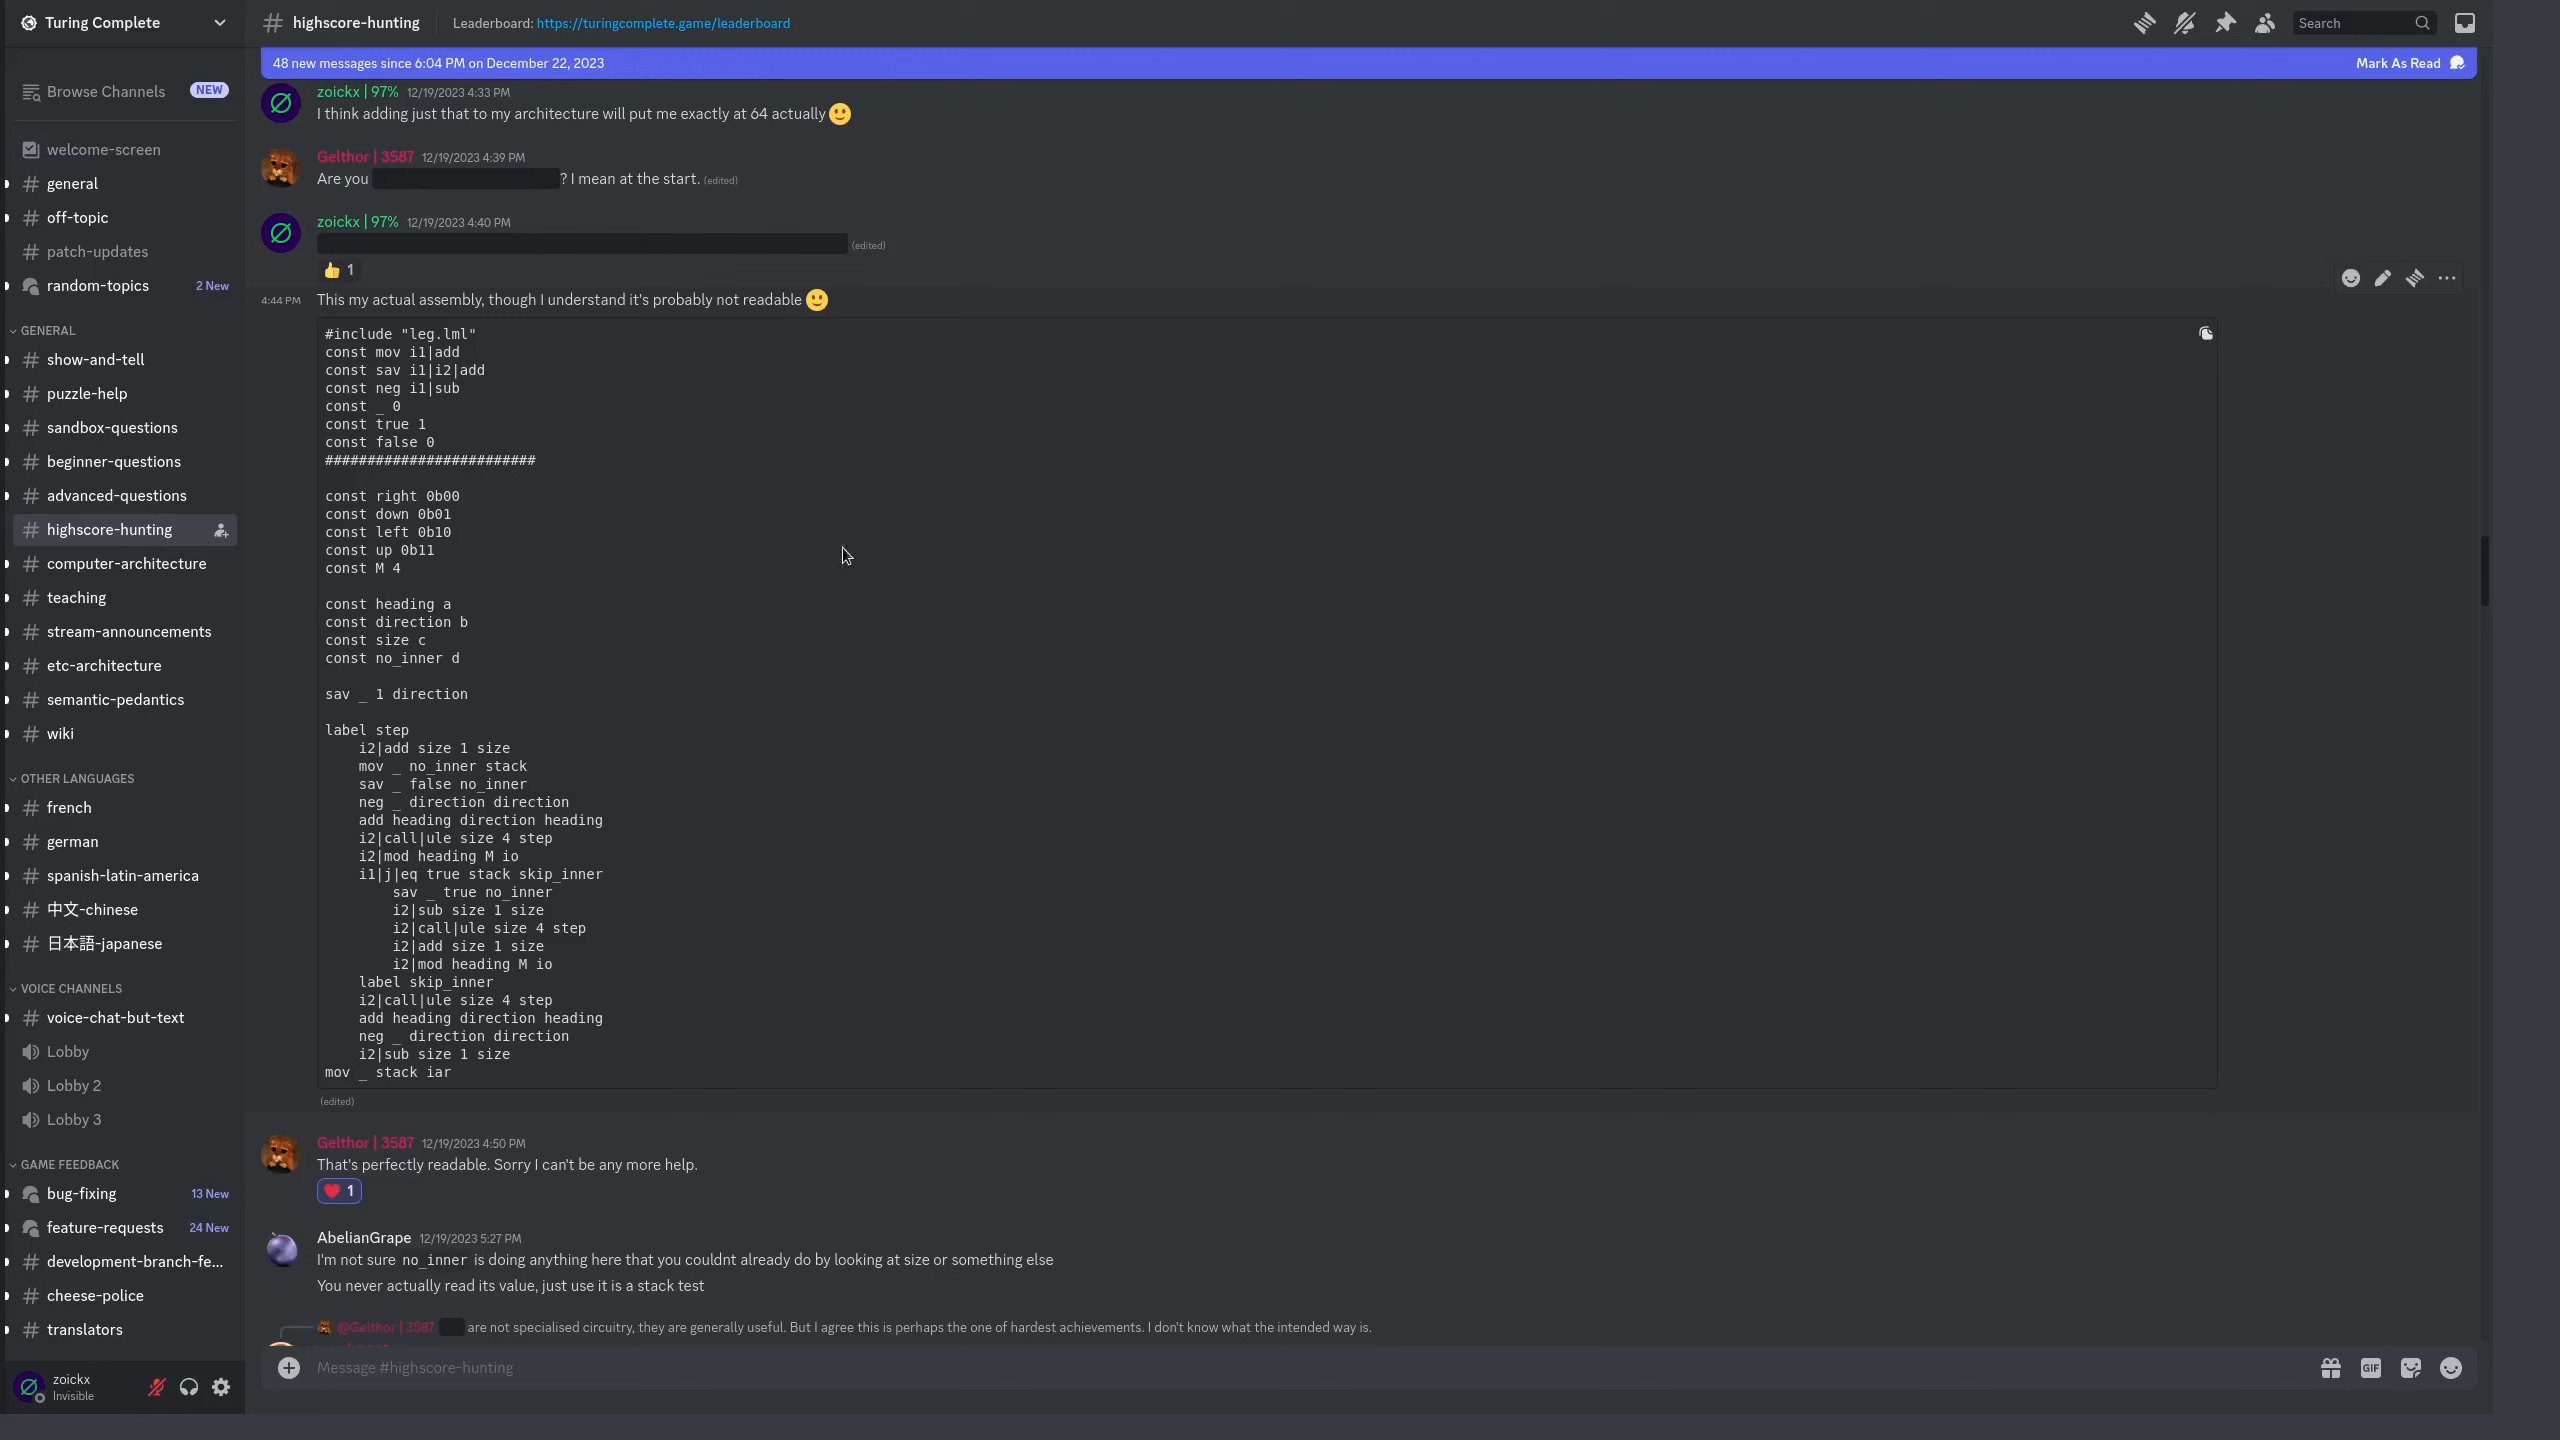 Turing Complete
Browse Channels NEW
welcome-screen
general
off-topic
patch-updates
random-topics 2 New
GENERAL
show-and-tell
puzzle-help
sandbox-questions
beginner-questions
advanced-questions
highscore-hunting
computer-architecture
teaching
stream-announcements
etc-architecture
semantic-pedantics
wiki
OTHER LANGUAGES
french
german
spanish-latin-america
中文-chinese
日本語-japanese
VOICE CHANNELS
voice-chat-but-text
Lobby
Lobby 2
Lobby 3
GAME FEEDBACK
bug-fixing 13 New
feature-requests 24 New
development-branch-fe...
cheese-police
translators
zoickx
Invisible
# highscore-hunting Leaderboard: https://turingcomplete.game/leaderboard
Search
48 new messages since 6:04 PM on December 22, 2023 Mark As Read
zoickx | 97% 12/19/2023 4:33 PM
I think adding just that to my architecture will put me exactly at 64 actually 🙂
Gelthor | 3587 12/19/2023 4:39 PM
Are you ? I mean at the start. (edited)
zoickx | 97% 12/19/2023 4:40 PM
(edited)
👍 1
4:44 PM This my actual assembly, though I understand it's probably not readable 🙂
#include "leg.lml"
const mov i1|add
const sav i1|i2|add
const neg i1|sub
const _ 0
const true 1
const false 0
#########################
const right 0b00
const down 0b01
const left 0b10
const up 0b11
const M 4
const heading a
const direction b
const size c
const no_inner d
sav _ 1 direction
label step
i2|add size 1 size
mov _ no_inner stack
sav _ false no_inner
neg _ direction direction
add heading direction heading
i2|call|ule size 4 step
i2|mod heading M io
i1|j|eq true stack skip_inner
sav _ true no_inner
i2|sub size 1 size
i2|call|ule size 4 step
i2|add size 1 size
i2|mod heading M io
label skip_inner
i2|call|ule size 4 step
add heading direction heading
neg _ direction direction
i2|sub size 1 size
mov _ stack iar
(edited)
Gelthor | 3587 12/19/2023 4:50 PM
That's perfectly readable. Sorry I can't be any more help.
❤️ 1
AbelianGrape 12/19/2023 5:27 PM
I'm not sure no_inner is doing anything here that you couldnt already do by looking at size or something else
You never actually read its value, just use it is a stack test
@Gelthor | 3587 are not specialised circuitry, they are generally useful. But I agree this is perhaps the one of hardest achievements. I don't know what the intended way is.
Message #highscore-hunting
GIF